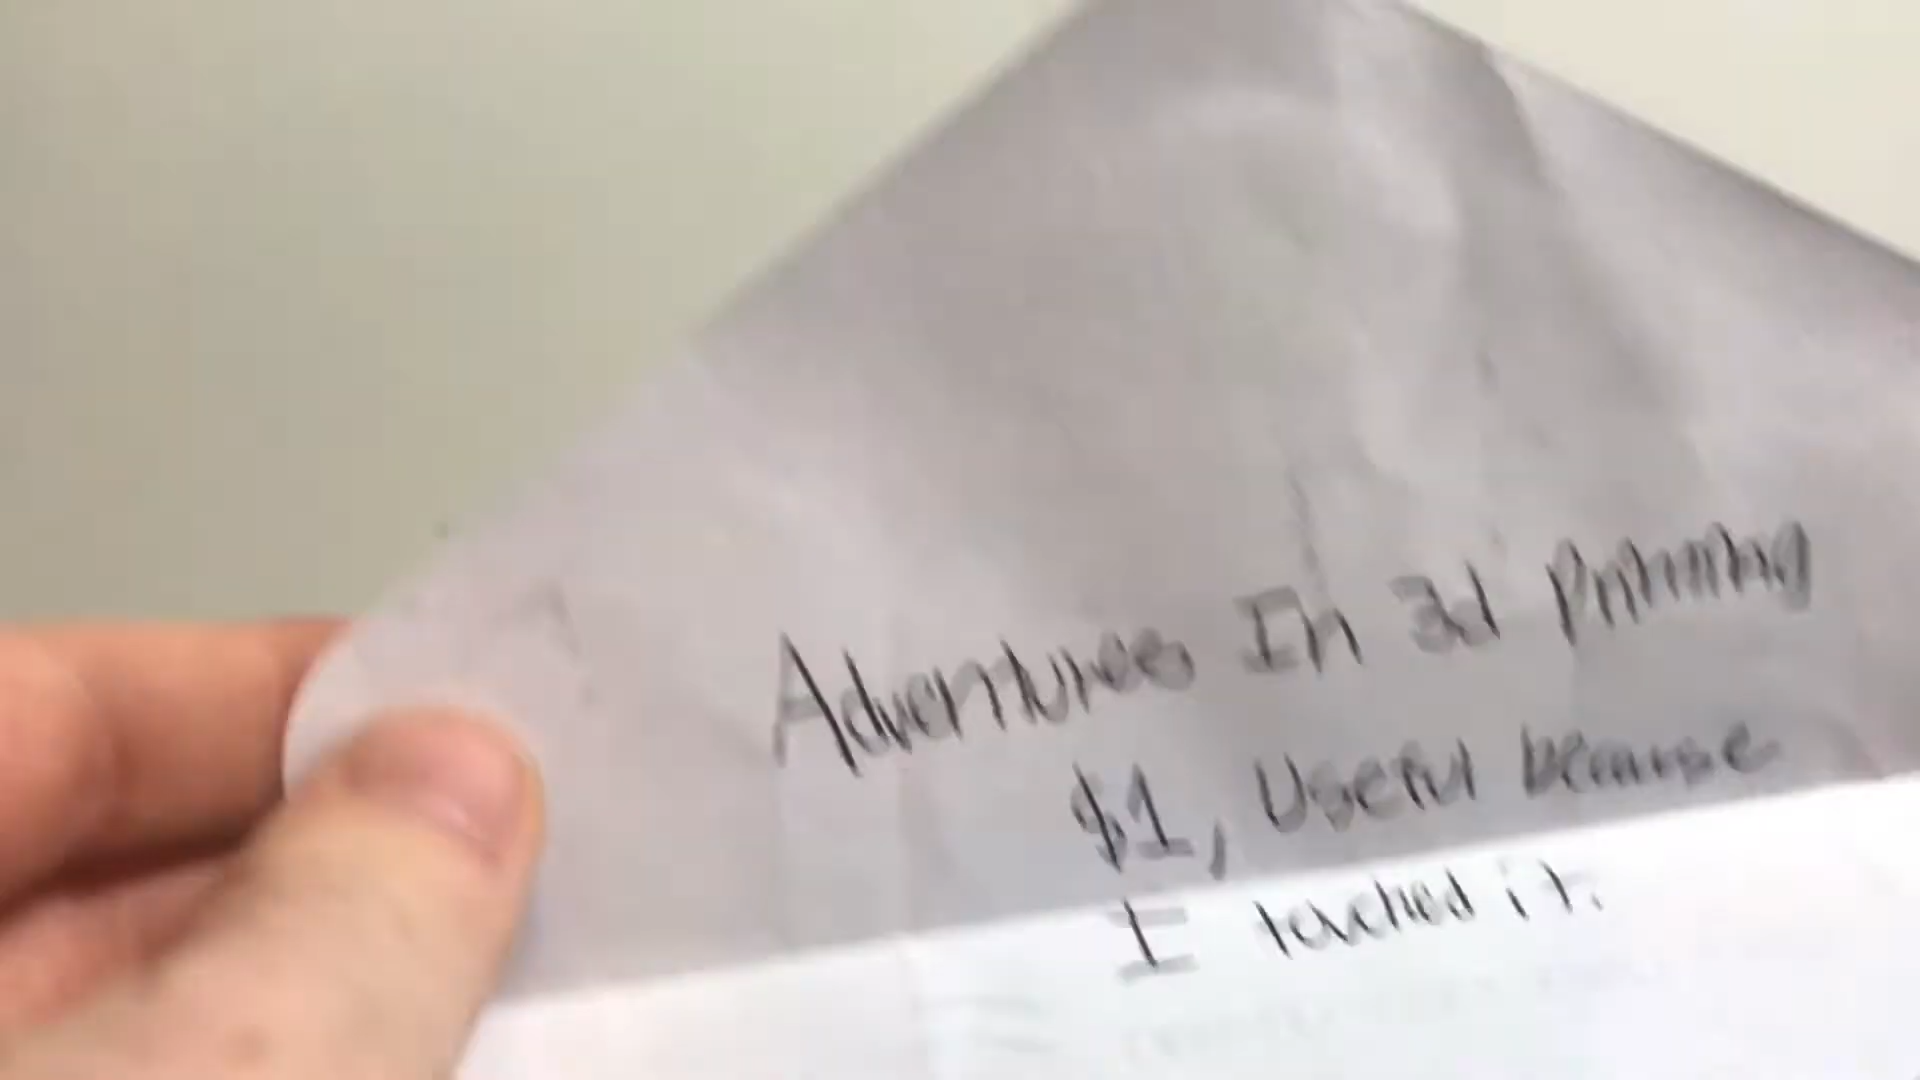 Adventures In 3d Printing
$1, Useful because
I touched it.